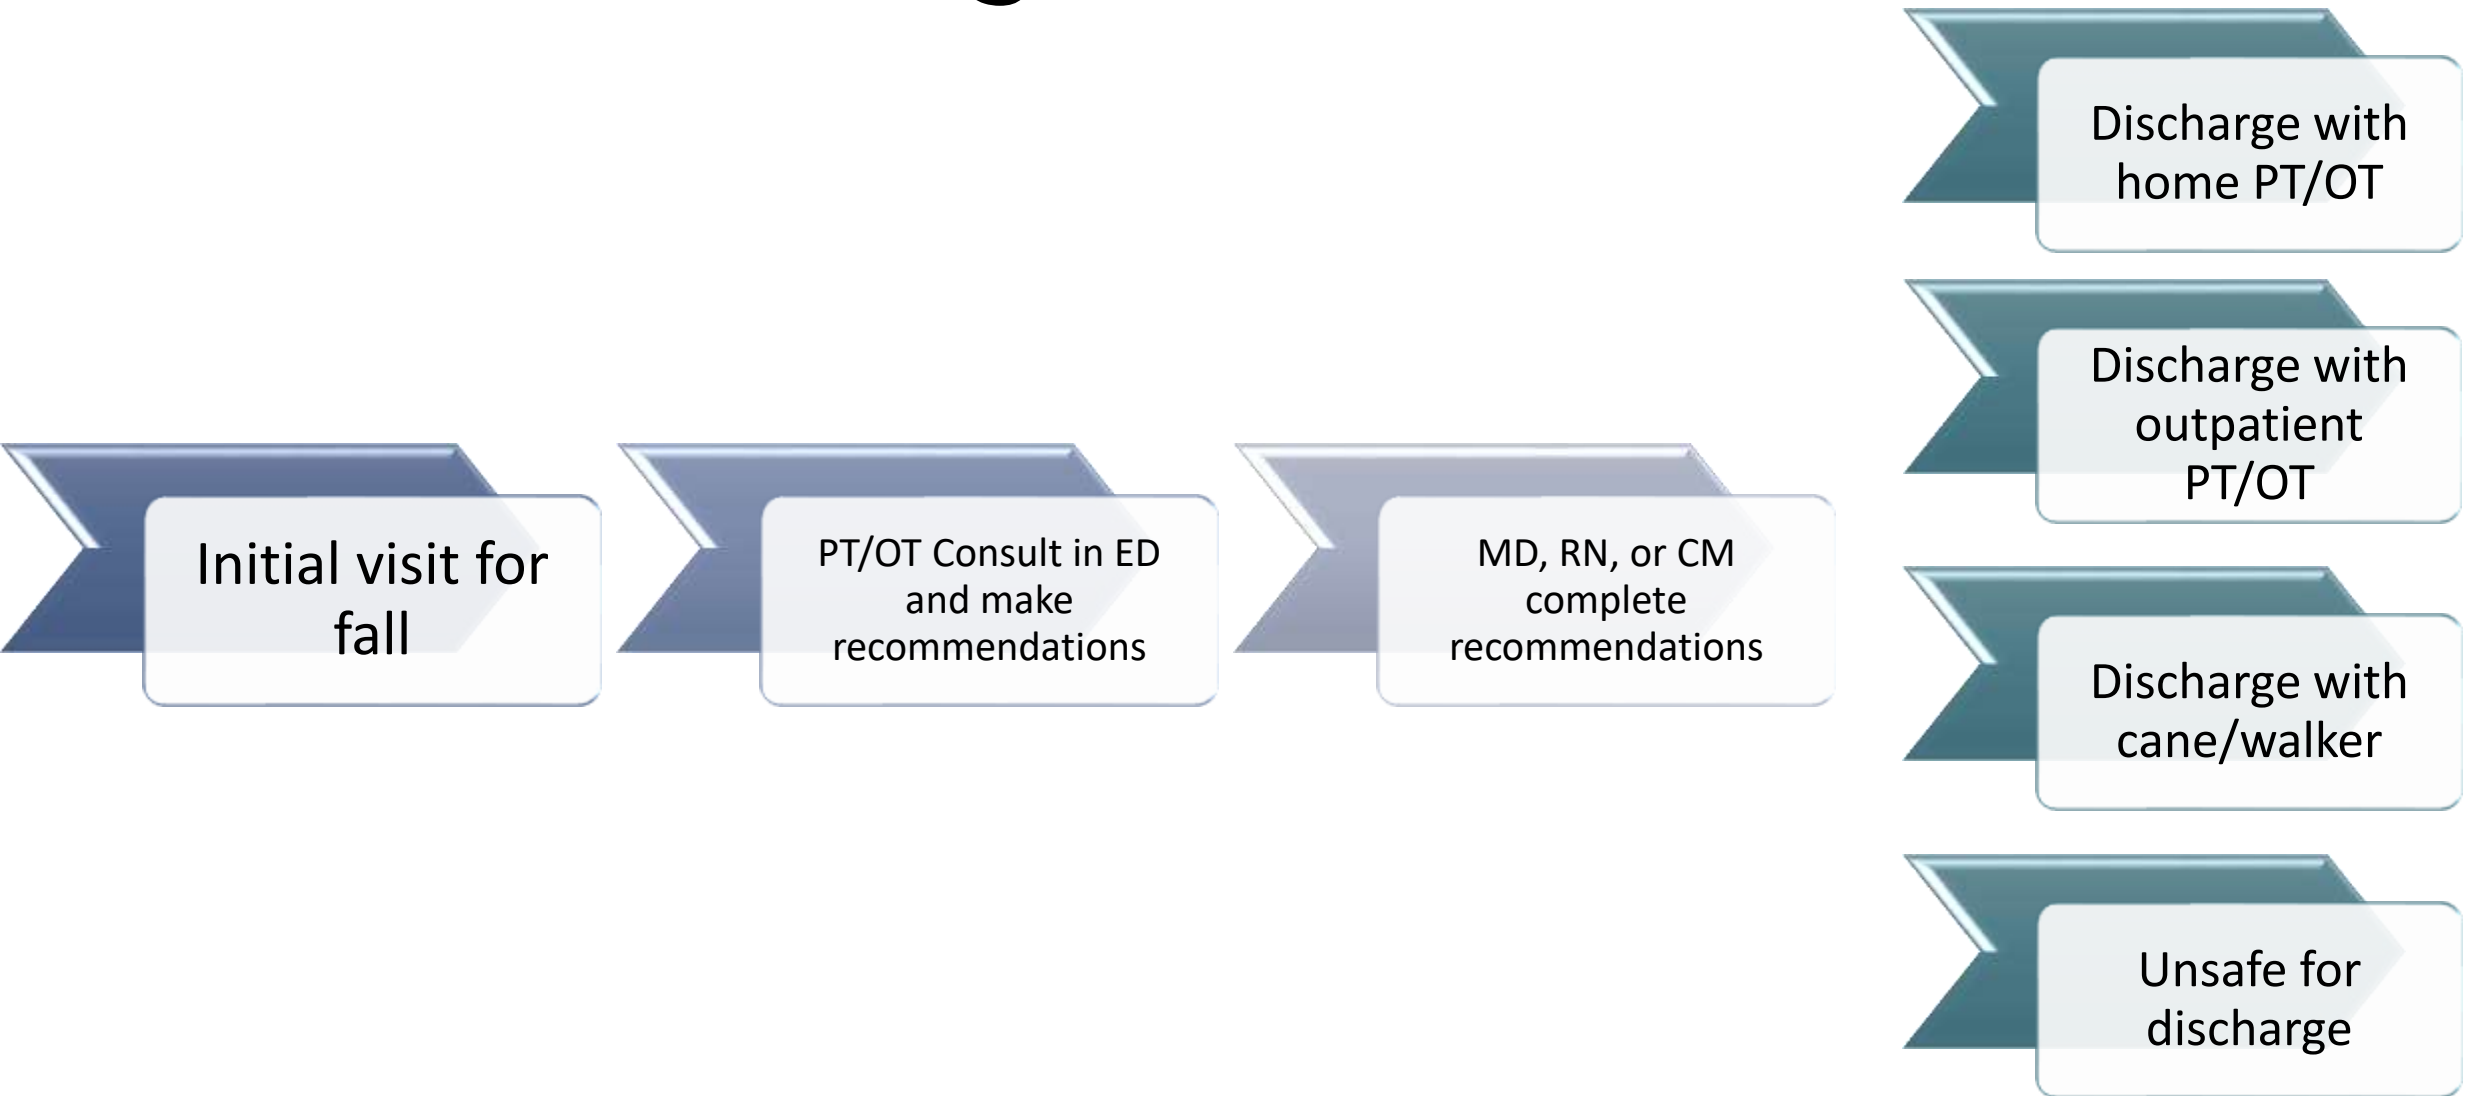 Initial visit for
fall
PT/OT Consult in ED
and make
recommendations
MD, RN, or CM
complete
recommendations
Discharge with
home PT/OT
Discharge with
outpatient
PT/OT
Discharge with
cane/walker
Unsafe for
discharge